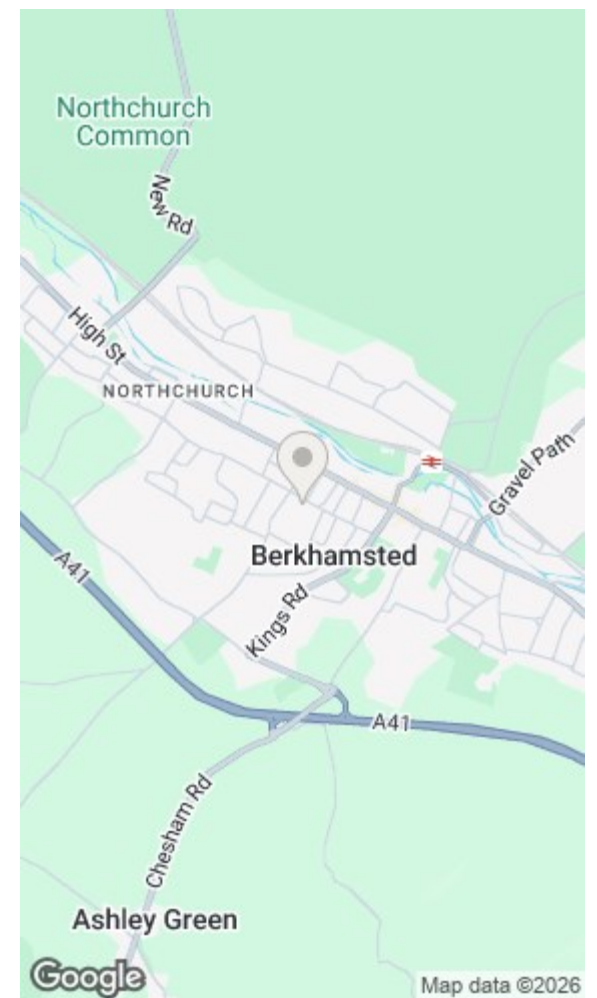 Northchurch
Common
New Rd
High St
NORTHCHURCH
Gravel Path
Berkhamsted
A41
Kings Rd
A41
Chesham Rd
Ashley Green
Google
Map data ©2026